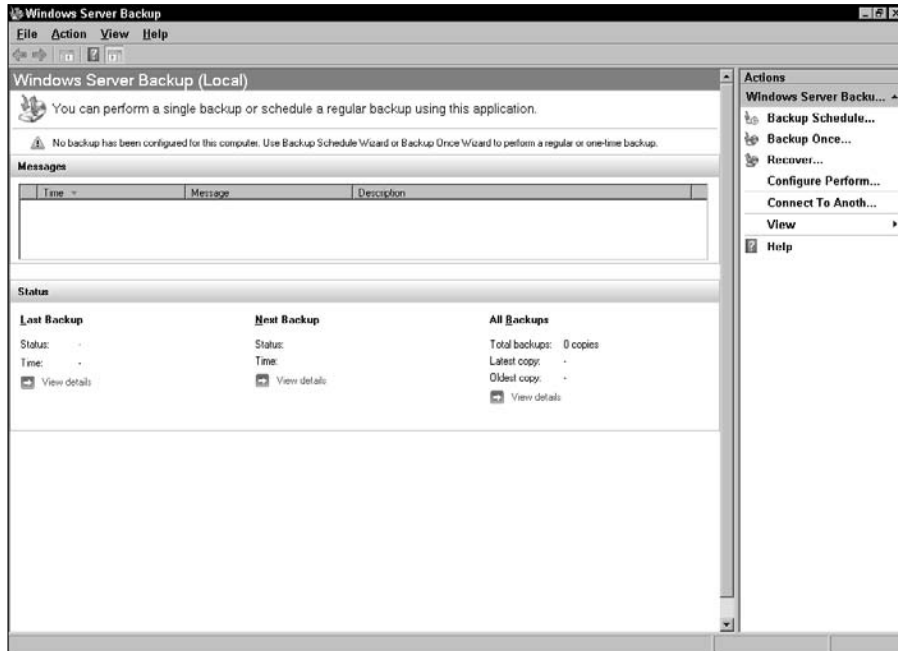 Windows Server Backup
File Action View Help
Windows Server Backup (Local)
You can perform a single backup or schedule a regular backup using this application.
No backup has been configured for this computer. Use Backup Schedule Wizard or Backup Once Wizard to perform a regular or one-time backup.
Messages
Time Message Description
Status
Last Backup
Status: -
Time: -
View details
Next Backup
Status:
Time:
View details
All Backups
Total backups: 0 copies
Latest copy: -
Oldest copy: -
View details
Actions
Windows Server Backu...
Backup Schedule...
Backup Once...
Recover...
Configure Perform...
Connect To Anoth...
View
Help